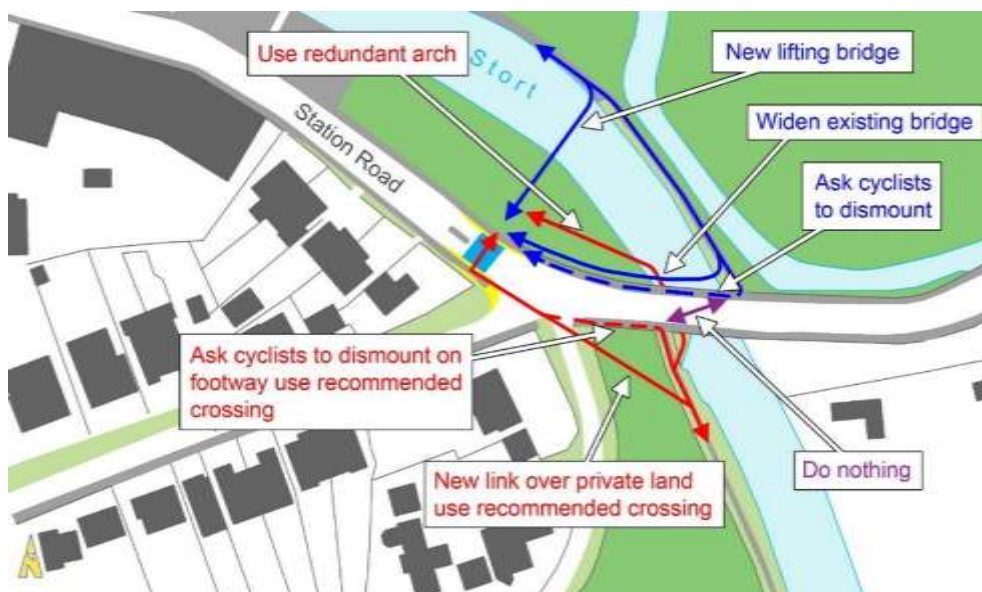 Use redundant arch
New lifting bridge
Stort
Station Road
Widen existing bridge
Ask cyclists
to dismount
Ask cyclists to dismount on
footway use recommended
crossing
New link over private land
use recommended crossing
Do nothing